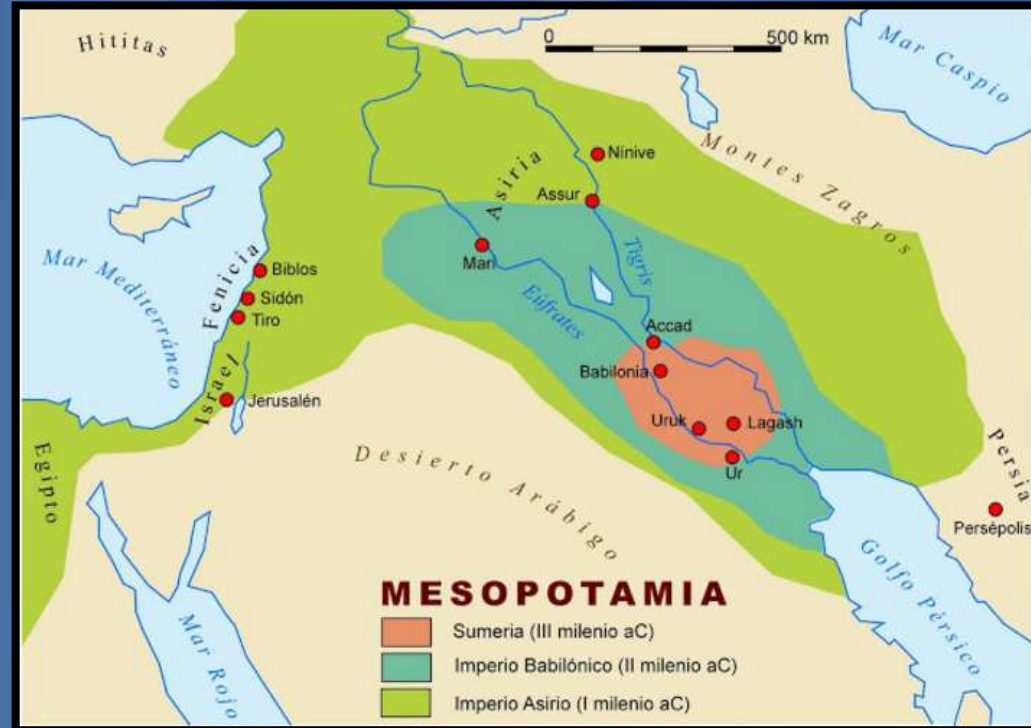 Hititas
0 500 km
Mar Caspio
Montes Zagros
Nínive
Asiria
Assur
Tigris
Mari
Eúfrates
Mar Mediterráneo
Fenicia
Biblos
Sidón
Tiro
Israel
Jerusalén
Accad
Babilonia
Uruk
Lagash
Ur
Egipto
Desierto Arábigo
Persia
Persépolis
Golfo Pérsico
Mar Rojo
MESOPOTAMIA
Sumeria (III milenio aC)
Imperio Babilónico (II milenio aC)
Imperio Asirio (I milenio aC)